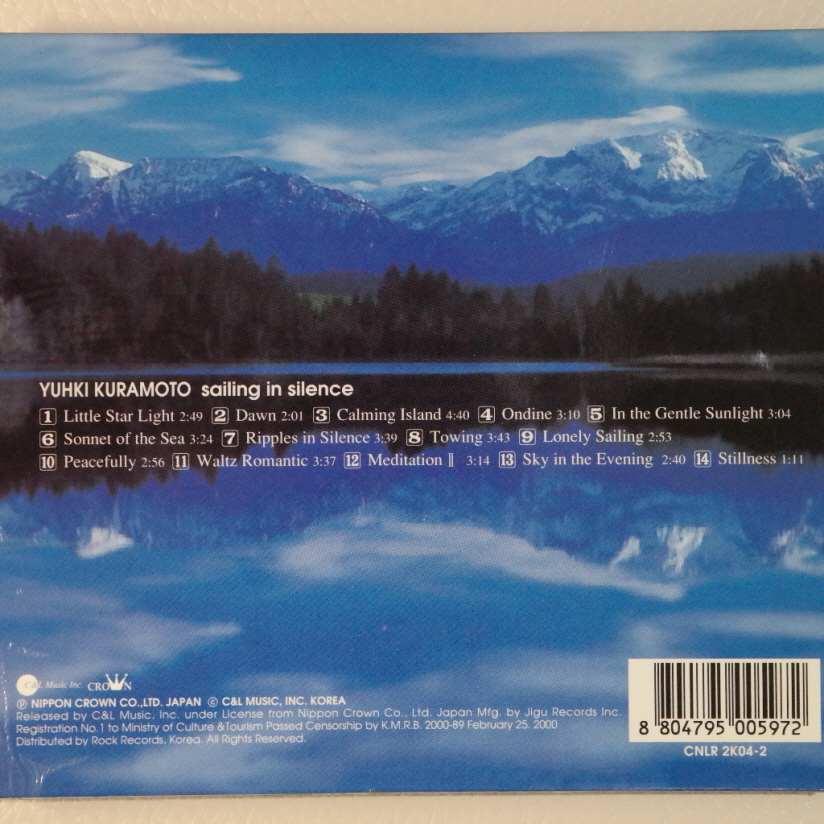 YUHKI KURAMOTO sailing in silence
1 Little Star Light 2:49 2 Dawn 2:01 3 Calming Island 4:40 4 Ondine 3:10 5 In the Gentle Sunlight 3:04
6 Sonnet of the Sea 3:24 7 Ripples in Silence 3:39 8 Towing 3:43 9 Lonely Sailing 2:53
10 Peacefully 2:56 11 Waltz Romantic 3:37 12 Meditation Ⅱ 3:14 13 Sky in the Evening 2:40 14 Stillness 1:11
C&L Music Inc. CROWN
Ⓟ NIPPON CROWN CO.,LTD. JAPAN © C&L MUSIC, INC. KOREA
Released by C&L Music, Inc. under License from Nippon Crown Co., Ltd. Japan Mfg. by Jigu Records Inc.
Registration No.1 to Ministry of Culture &Tourism Passed Censorship by K.M.R.B. 2000-89 February 25. 2000
Distributed by Rock Records, Korea. All Rights Reserved.
8 804795 005972
CNLR 2K04-2